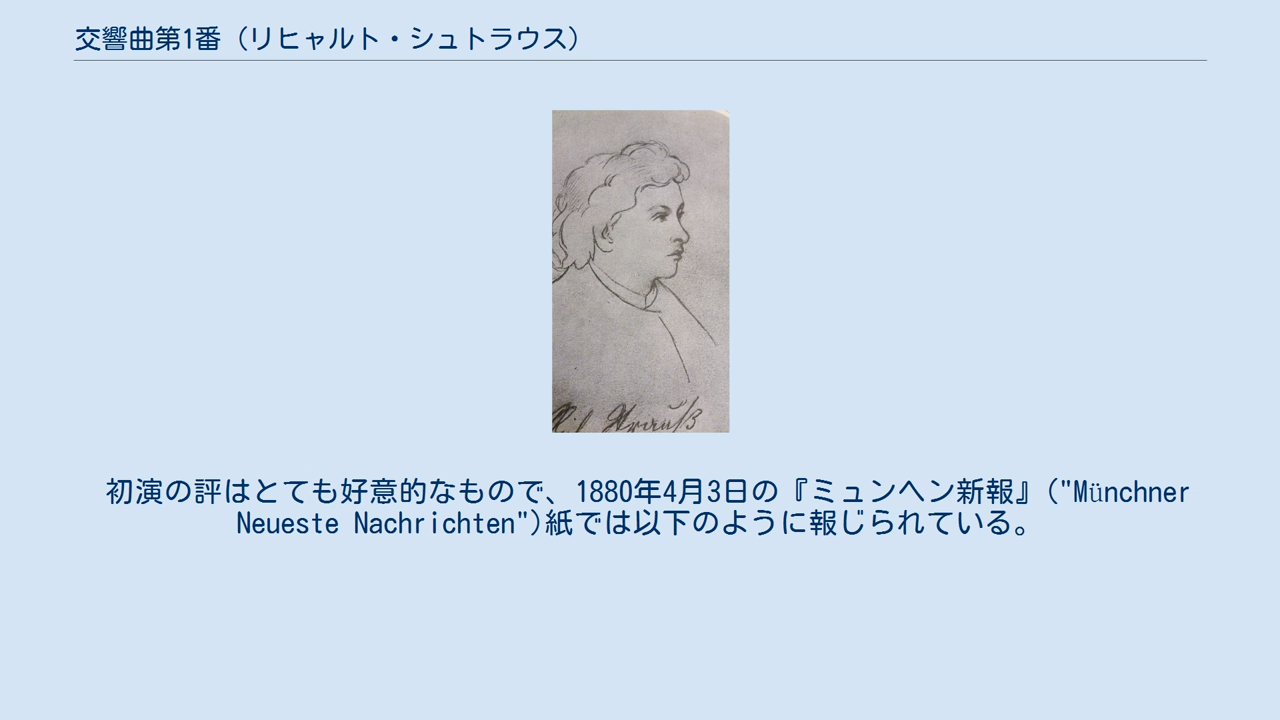 交響曲第1番（リヒャルト・シュトラウス）
Strauß
初演の評はとても好意的なもので、1880年4月3日の『ミュンヘン新報』("Münchner
Neueste Nachrichten")紙では以下のように報じられている。